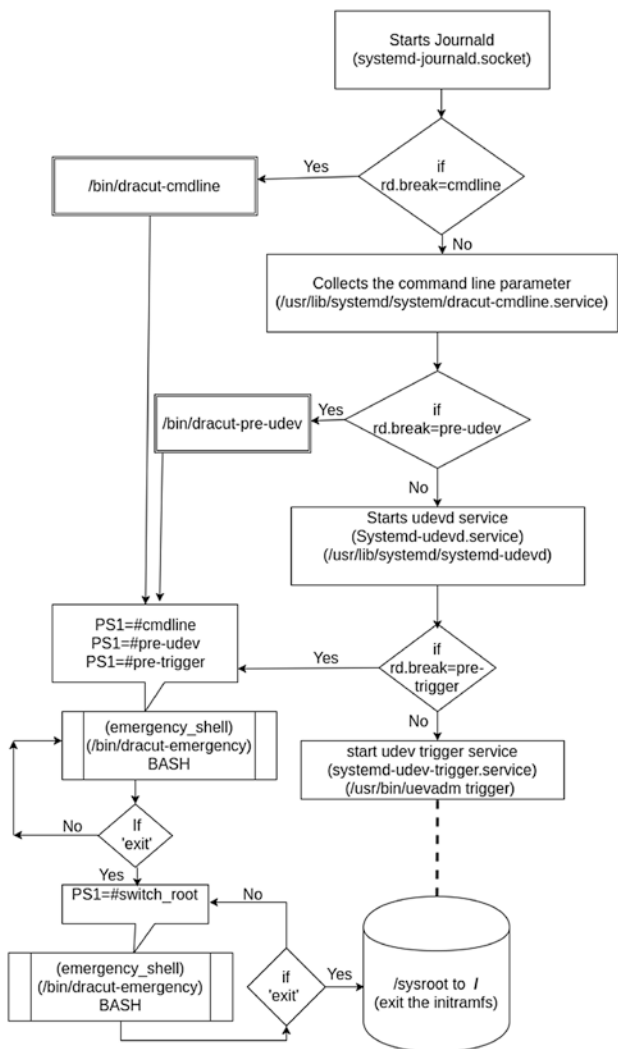 Starts Journald
(systemd-journald.socket)
if
rd.break=cmdline
Yes
/bin/dracut-cmdline
No
Collects the command line parameter
(/usr/lib/systemd/system/dracut-cmdline.service)
if
rd.break=pre-udev
Yes
/bin/dracut-pre-udev
No
Starts udevd service
(Systemd-udevd.service)
(/usr/lib/systemd/systemd-udevd)
if
rd.break=pre-
trigger
Yes
PS1=#cmdline
PS1=#pre-udev
PS1=#pre-trigger
No
start udev trigger service
(systemd-udev-trigger.service)
(/usr/bin/uevadm trigger)
(emergency_shell)
(/bin/dracut-emergency)
BASH
If
'exit'
No
Yes
PS1=#switch_root
No
(emergency_shell)
(/bin/dracut-emergency)
BASH
if
'exit'
Yes
/sysroot to /
(exit the initramfs)